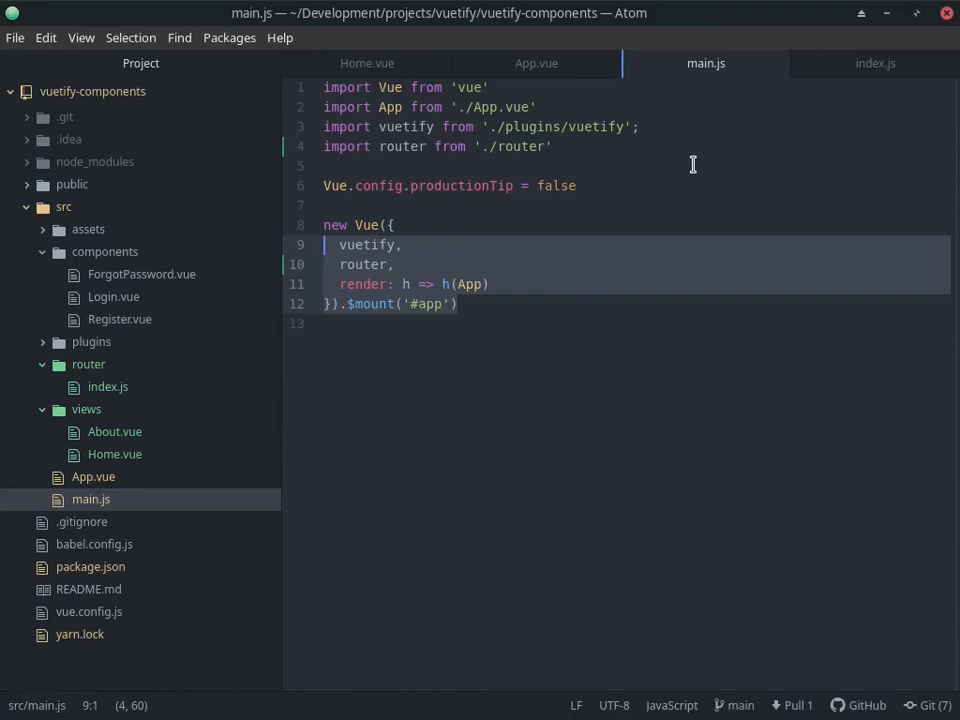 main.js — ~/Development/projects/vuetify/vuetify-components — Atom
File Edit View Selection Find Packages Help
Project
Home.vue App.vue main.js index.js
vuetify-components
.git
.idea
node_modules
public
src
assets
components
ForgotPassword.vue
Login.vue
Register.vue
plugins
router
index.js
views
About.vue
Home.vue
App.vue
main.js
.gitignore
babel.config.js
package.json
README.md
vue.config.js
yarn.lock
1 import Vue from 'vue'
2 import App from './App.vue'
3 import vuetify from './plugins/vuetify';
4 import router from './router'
5
6 Vue.config.productionTip = false
7
8 new Vue({
9 vuetify,
10 router,
11 render: h => h(App)
12 }).$mount('#app')
13
src/main.js 9:1 (4, 60) LF UTF-8 JavaScript main Pull 1 GitHub Git (7)